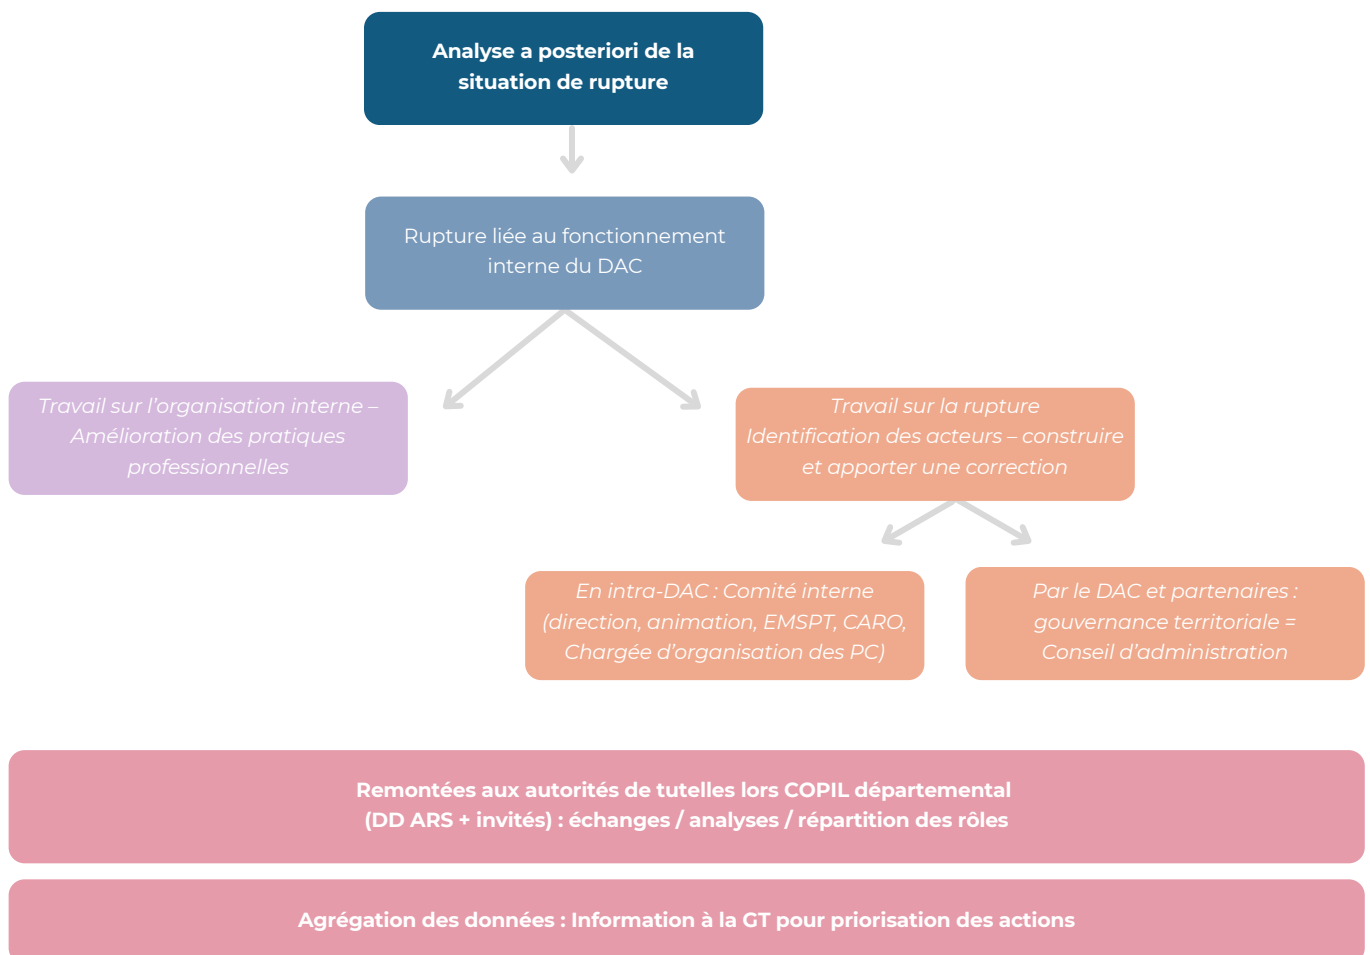 Analyse a posteriori de la
situation de rupture
Rupture liée au fonctionnement
interne du DAC
Travail sur l’organisation interne –
Amélioration des pratiques
professionnelles
Travail sur la rupture
Identification des acteurs – construire
et apporter une correction
En intra-DAC : Comité interne
(direction, animation, EMSPT, CARO,
Chargée d’organisation des PC)
Par le DAC et partenaires :
gouvernance territoriale =
Conseil d’administration
Remontées aux autorités de tutelles lors COPIL départemental
(DD ARS + invités) : échanges / analyses / répartition des rôles
Agrégation des données : Information à la GT pour priorisation des actions